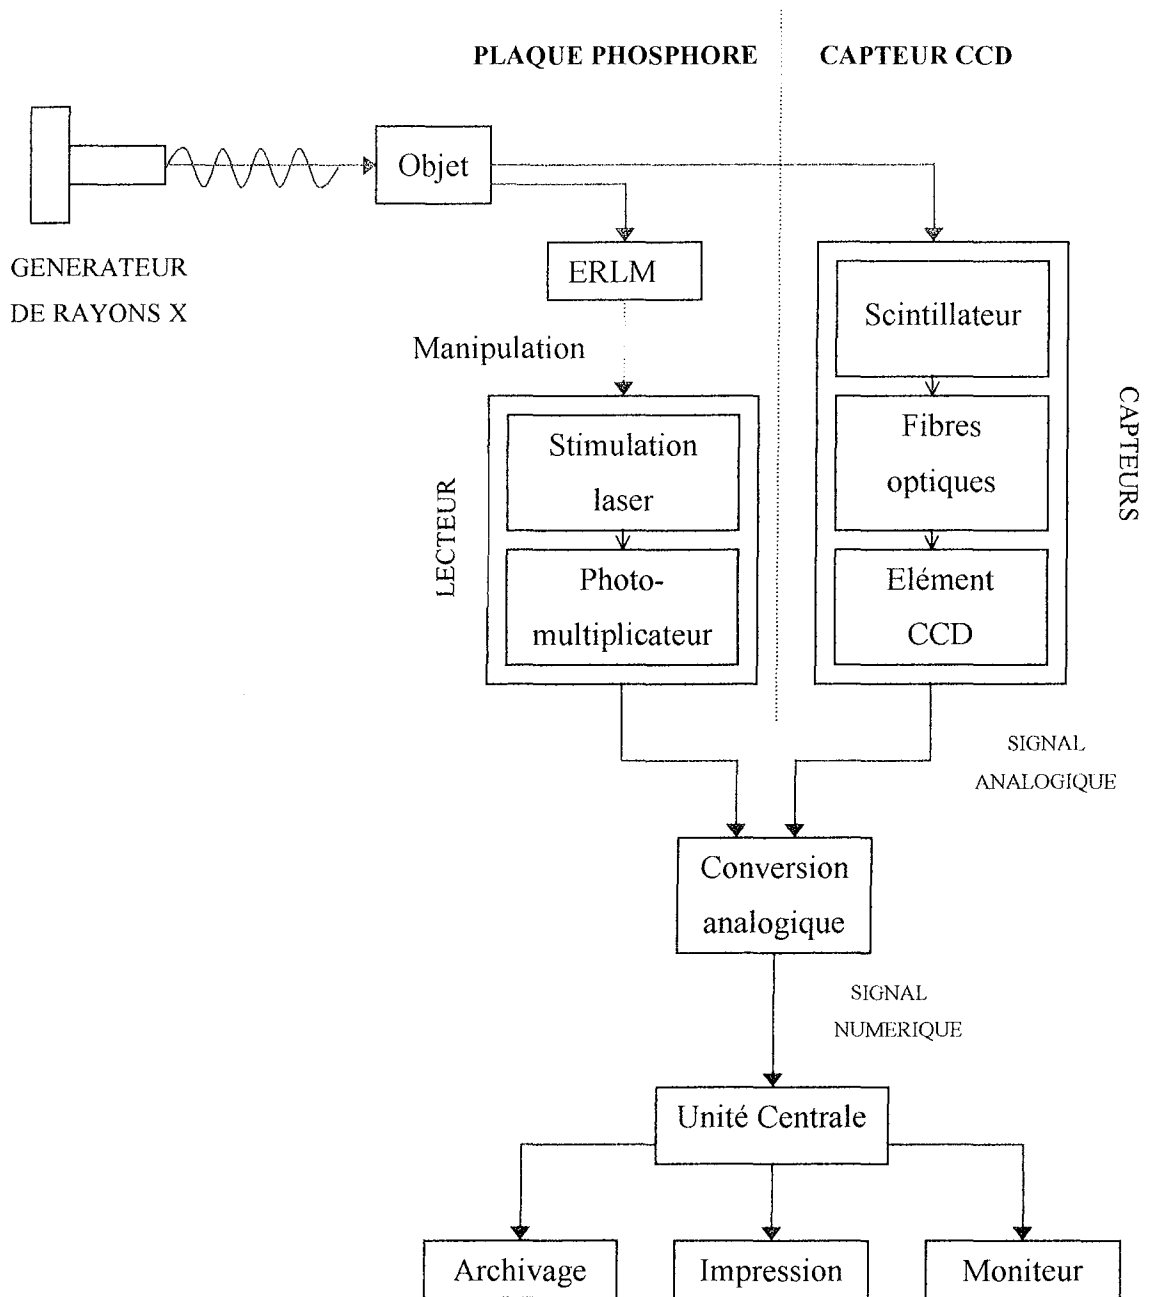 PLAQUE PHOSPHORE
CAPTEUR CCD
Objet
GENERATEUR
DE RAYONS X
ERLM
Manipulation
LECTEUR
Stimulation
laser
Photo-
multiplicateur
Scintillateur
Fibres
optiques
Elément
CCD
CAPTEURS
SIGNAL
ANALOGIQUE
Conversion
analogique
SIGNAL
NUMERIQUE
Unité Centrale
Archivage
Impression
Moniteur